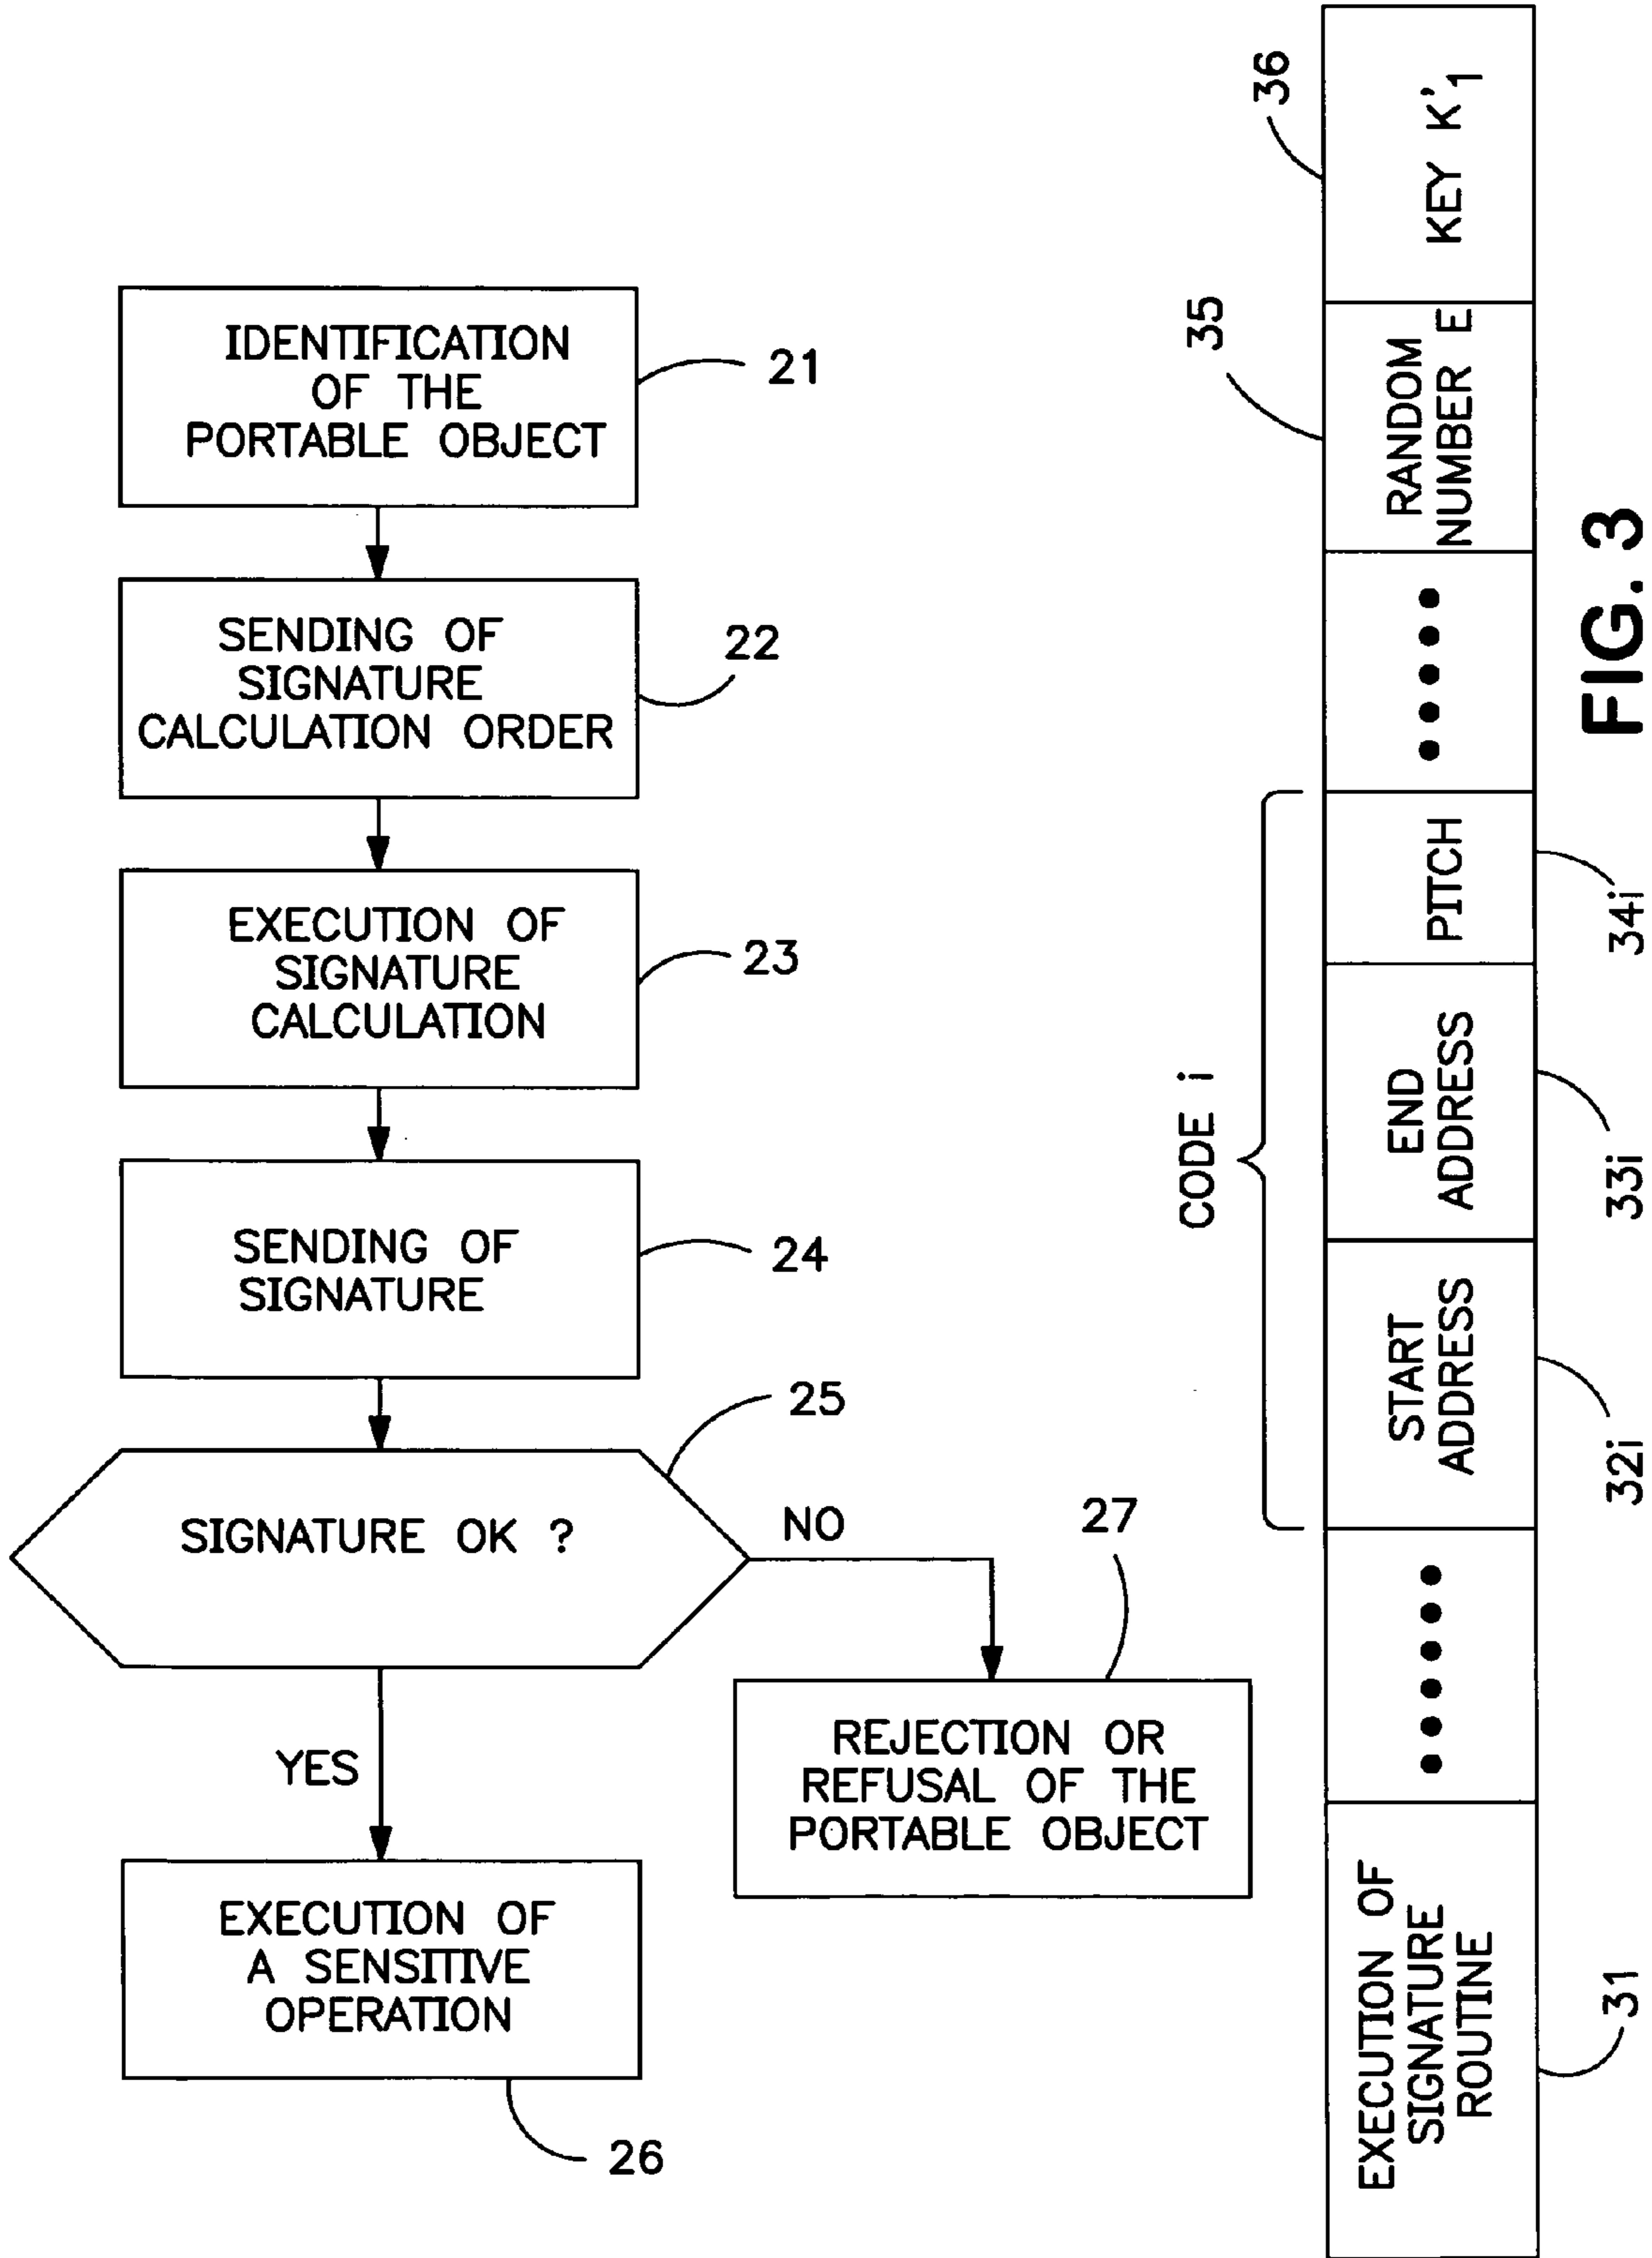 IDENTIFICATION
OF THE
PORTABLE OBJECT
21
SENDING OF
SIGNATURE
CALCULATION ORDER
22
EXECUTION OF
SIGNATURE
CALCULATION
23
SENDING OF
SIGNATURE
24
SIGNATURE OK ?
25
NO
YES
27
REJECTION OR
REFUSAL OF THE
PORTABLE OBJECT
EXECUTION OF
A SENSITIVE
OPERATION
26
EXECUTION OF
SIGNATURE
ROUTINE
31
•••••• 
CODE i
START
ADDRESS
32i
END
ADDRESS
33i
PITCH
34i
•••••
RANDOM
NUMBER E
35
KEY K'1
36
FIG. 3